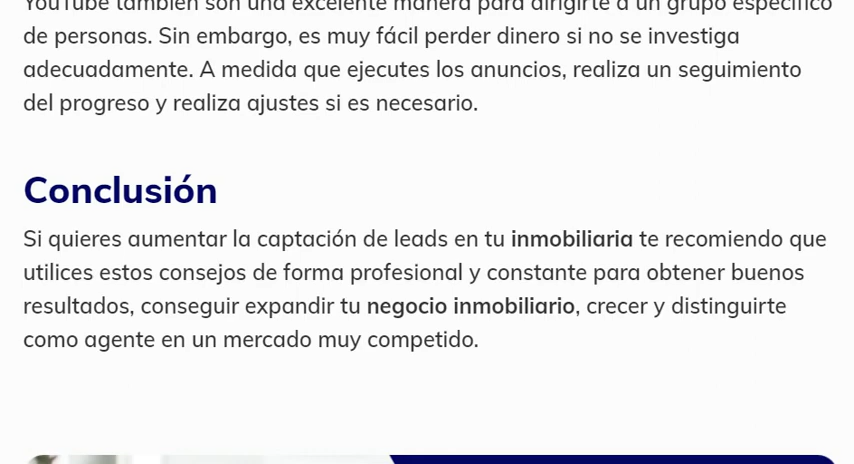 YouTube también son una excelente manera para dirigirte a un grupo específico
de personas. Sin embargo, es muy fácil perder dinero si no se investiga
adecuadamente. A medida que ejecutes los anuncios, realiza un seguimiento
del progreso y realiza ajustes si es necesario.
Conclusión
Si quieres aumentar la captación de leads en tu inmobiliaria te recomiendo que
utilices estos consejos de forma profesional y constante para obtener buenos
resultados, conseguir expandir tu negocio inmobiliario, crecer y distinguirte
como agente en un mercado muy competido.